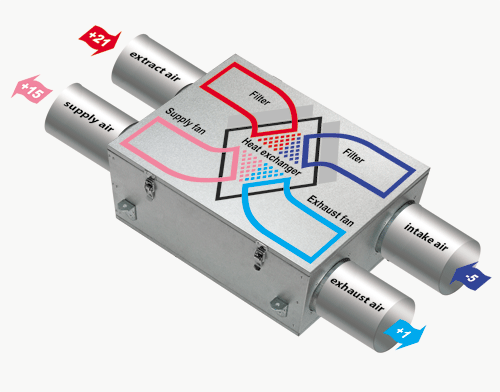 +21
extract air
+15
supply air
Filter
Supply fan
Heat exchanger
Filter
Exhaust fan
intake air
-5
exhaust air
+1